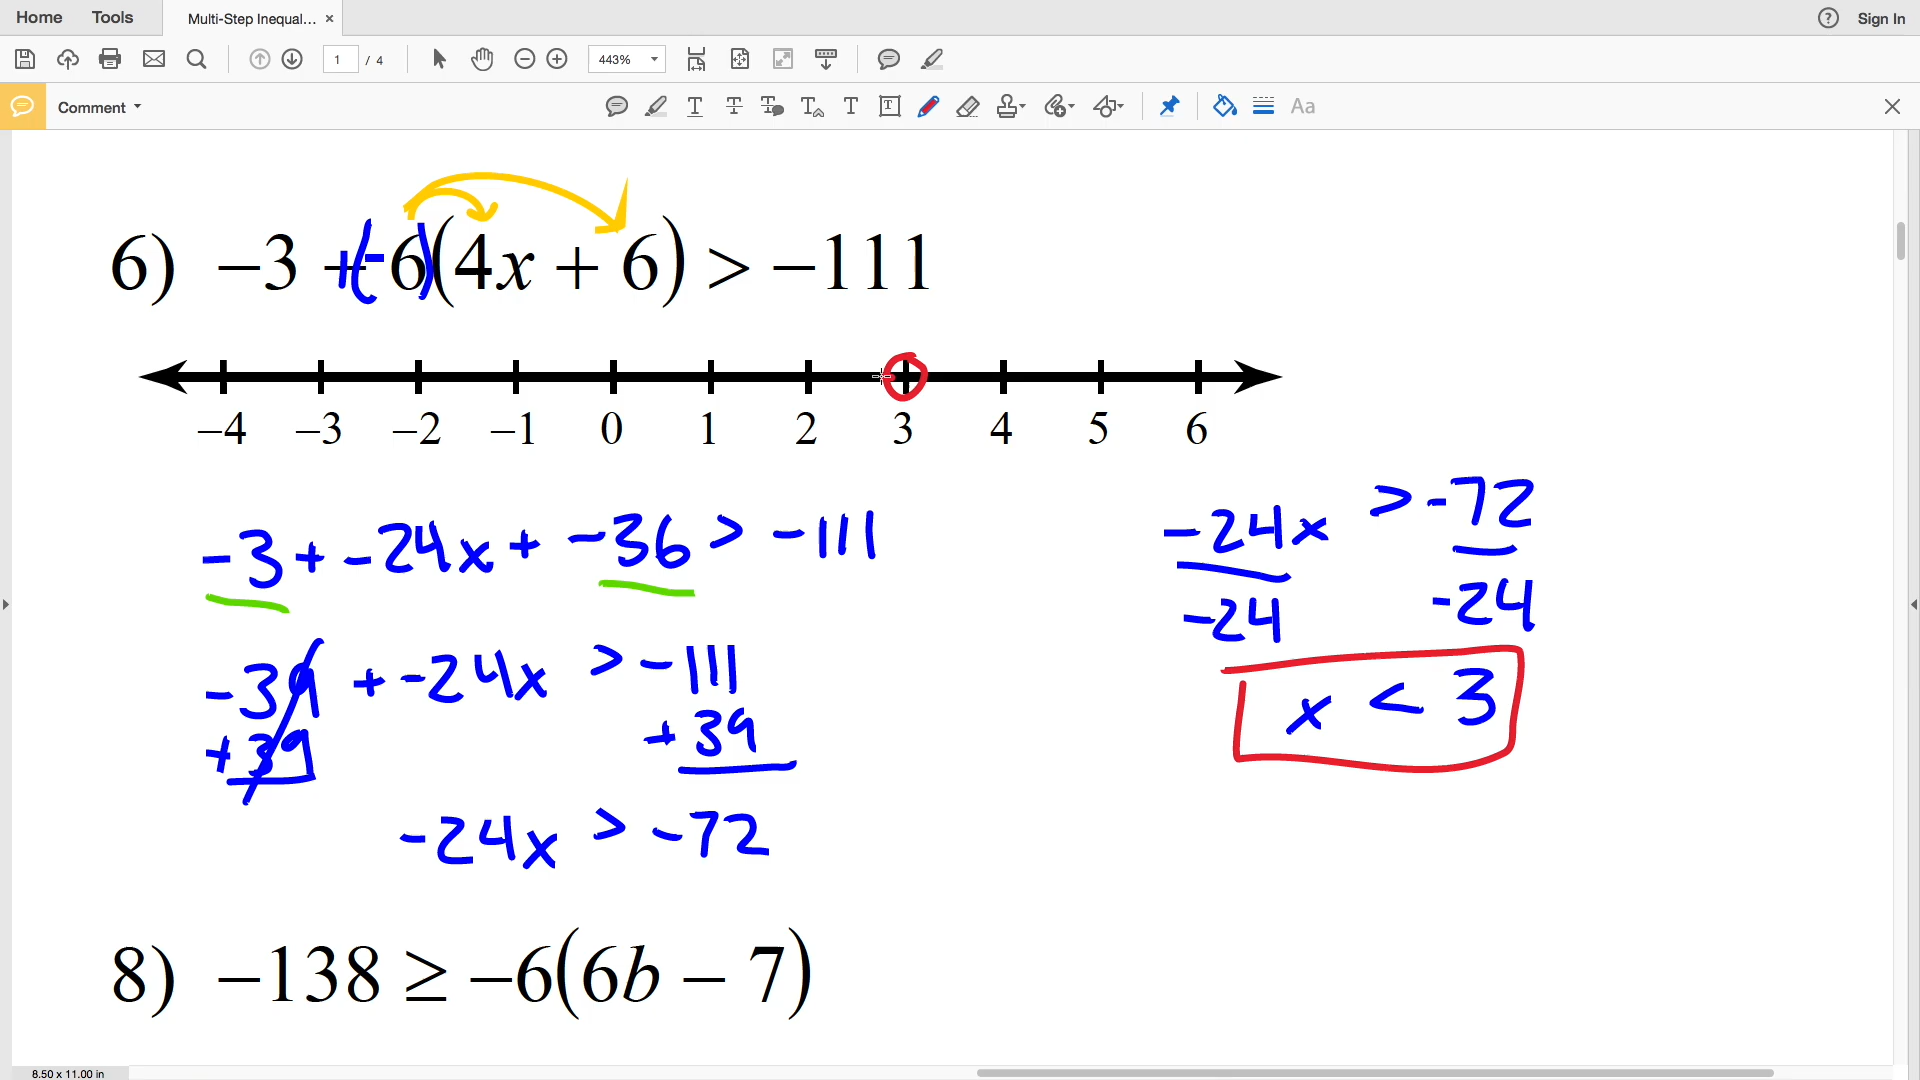 Home Tools Multi-Step Inequal... × ? Sign In
1 / 4 443%
Comment Aa
6) −3 +(-6)(4x + 6) > −111
−4 −3 −2 −1 0 1 2 3 4 5 6
-3 + -24x + -36 > -111
-39 + -24x > -111
+39 +39
-24x > -72
-24x > -72
-24 -24
x < 3
8) −138 ≥ −6(6b − 7)
8.50 x 11.00 in